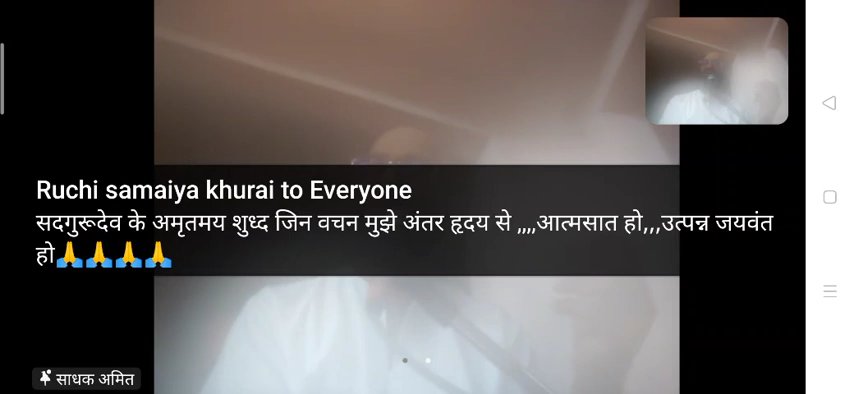 Ruchi samaiya khurai to Everyone
सदगुरूदेव के अमृतमय शुध्द जिन वचन मुझे अंतर हृदय से ,,,,आत्मसात हो,,,उत्पन्न जयवंत
हो🙏🙏🙏🙏
साधक अमित